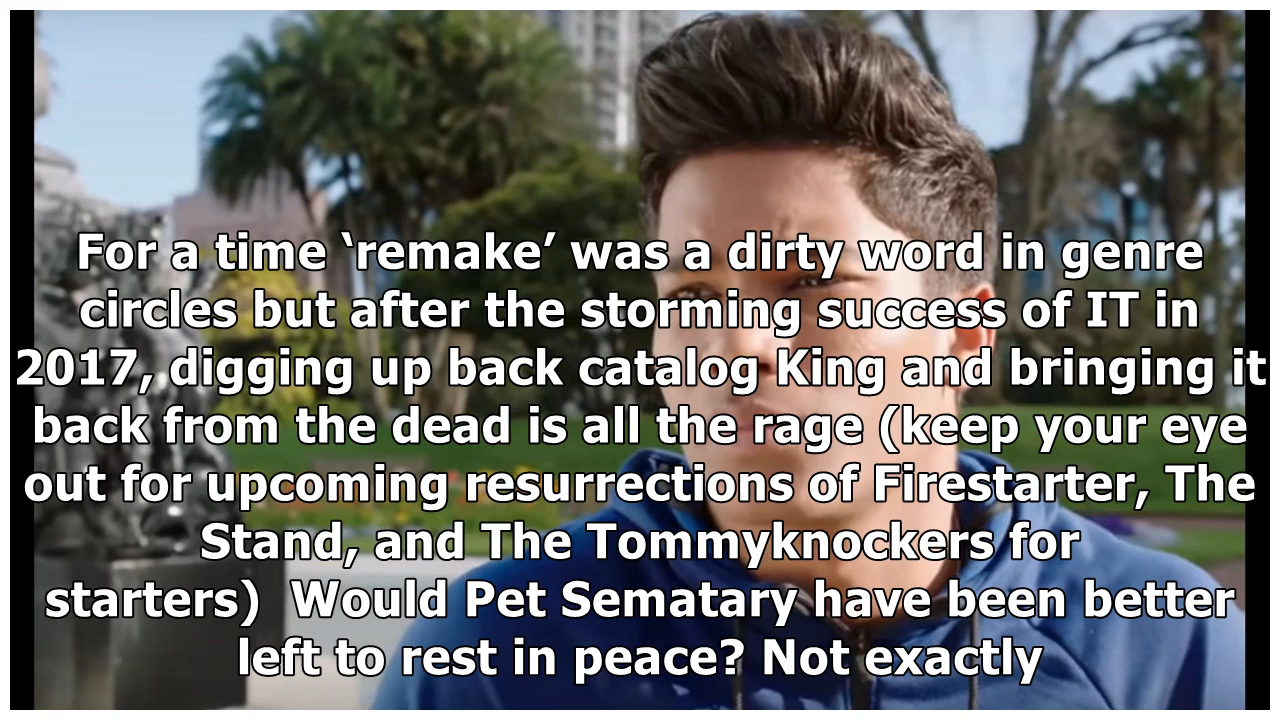 For a time ‘remake’ was a dirty word in genre
circles but after the storming success of IT in
2017, digging up back catalog King and bringing it
back from the dead is all the rage (keep your eye
out for upcoming resurrections of Firestarter, The
Stand, and The Tommyknockers for
starters)  Would Pet Sematary have been better
left to rest in peace? Not exactly